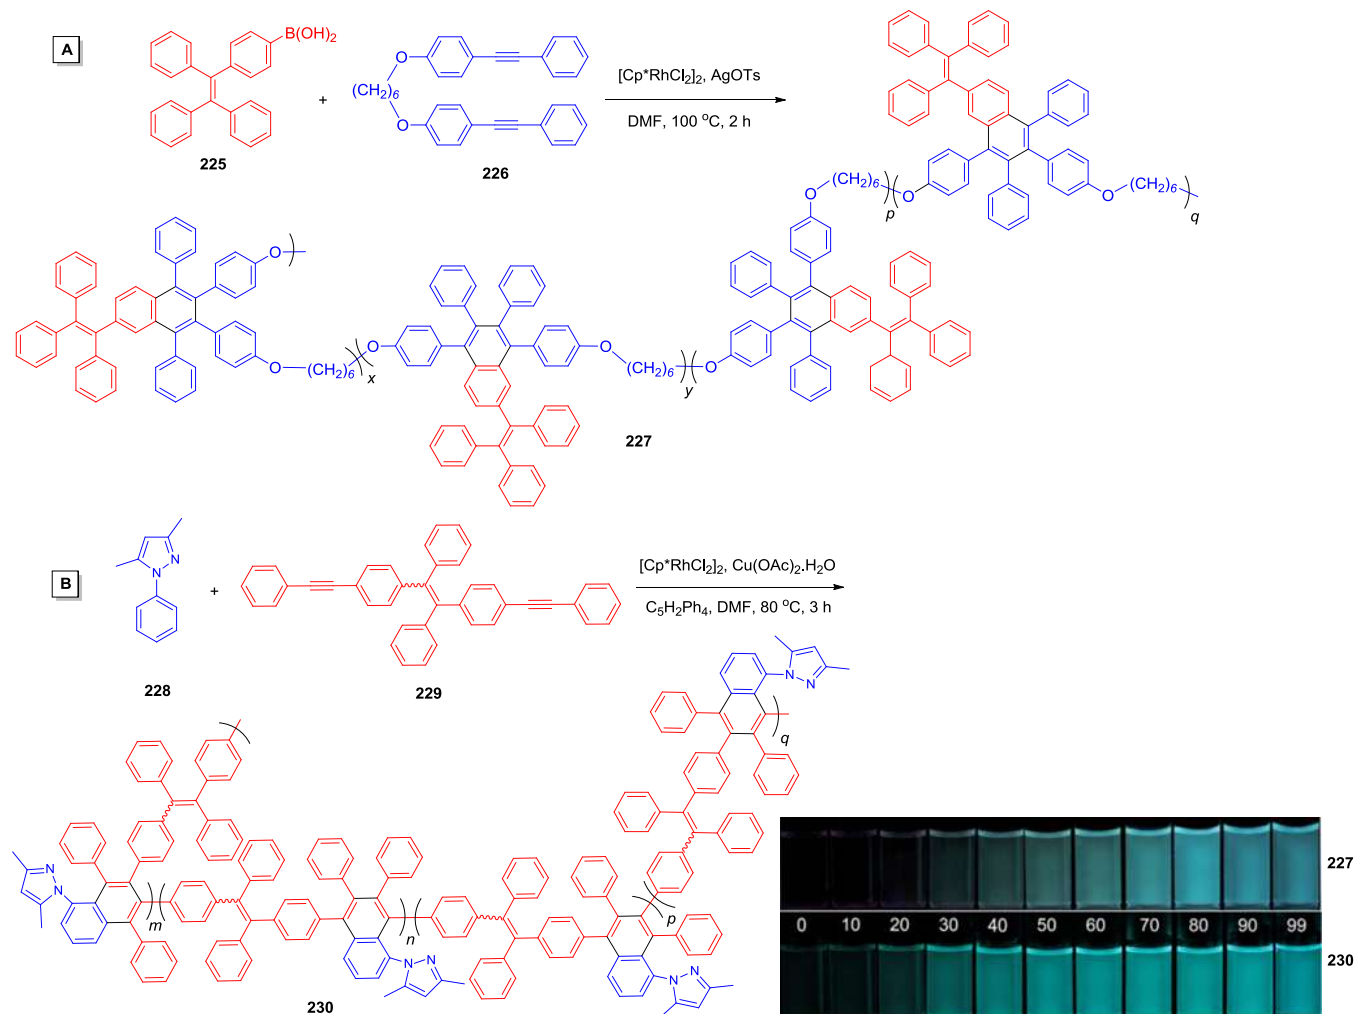 A
B(OH)2
O
(CH2)6
O
+
[Cp*RhCl2]2, AgOTs
DMF, 100 °C, 2 h
225
226
O
(CH2)6
p
O
O
(CH2)6
q
O
O
(CH2)6
x
O
O
(CH2)6
y
O
227
B
N
N
+
[Cp*RhCl2]2, Cu(OAc)2.H2O
C5H2Ph4, DMF, 80 °C, 3 h
228
229
N
N
q
N
N
m
n
p
N
N
N
N
230
227
0 10 20 30 40 50 60 70 80 90 99
230